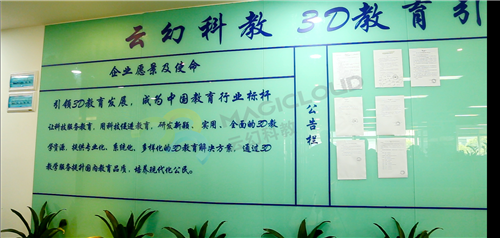 云幻科教 3D教育引
企业愿景及使命
引领3D教育发展，成为中国教育行业标杆
让科技服务教育，用科技促进教育，研发新颖、实用、全面的3D教
学资源，提供专业化、系统化、多样化的3D教育解决方案，通过3D
教学服务提升国内教育品质，培养现代化公民。
公告栏
MAGICLOUD
云幻科教